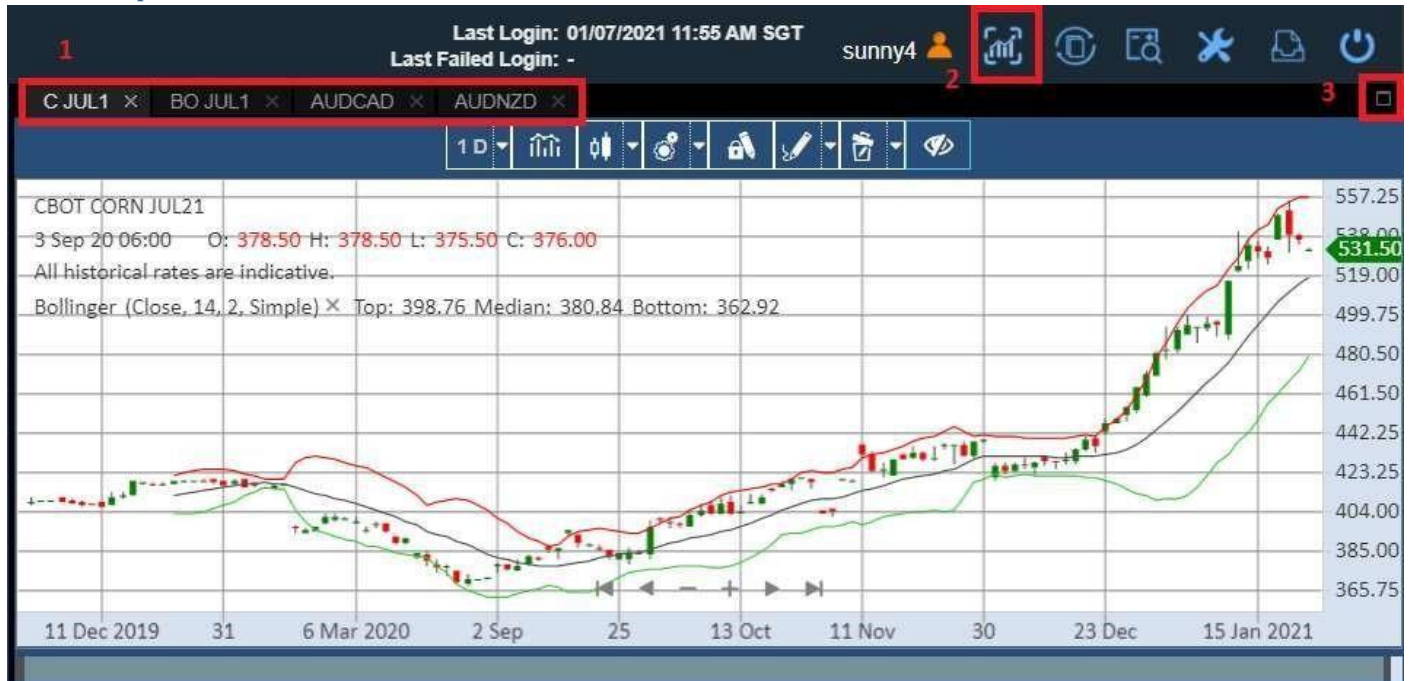 Last Login: 01/07/2021 11:55 AM SGT
1
sunny4
Last Failed Login: -
2
C JUL1 × BO JUL1 × AUDCAD × AUDNZD ×
3
1 D
CBOT CORN JUL21
3 Sep 20 06:00 O: 378.50 H: 378.50 L: 375.50 C: 376.00
All historical rates are indicative.
Bollinger (Close, 14, 2, Simple) × Top: 398.76 Median: 380.84 Bottom: 362.92
557.25
531.50
519.00
499.75
480.50
461.50
442.25
423.25
404.00
385.00
365.75
11 Dec 2019 31 6 Mar 2020 2 Sep 25 13 Oct 11 Nov 30 23 Dec 15 Jan 2021